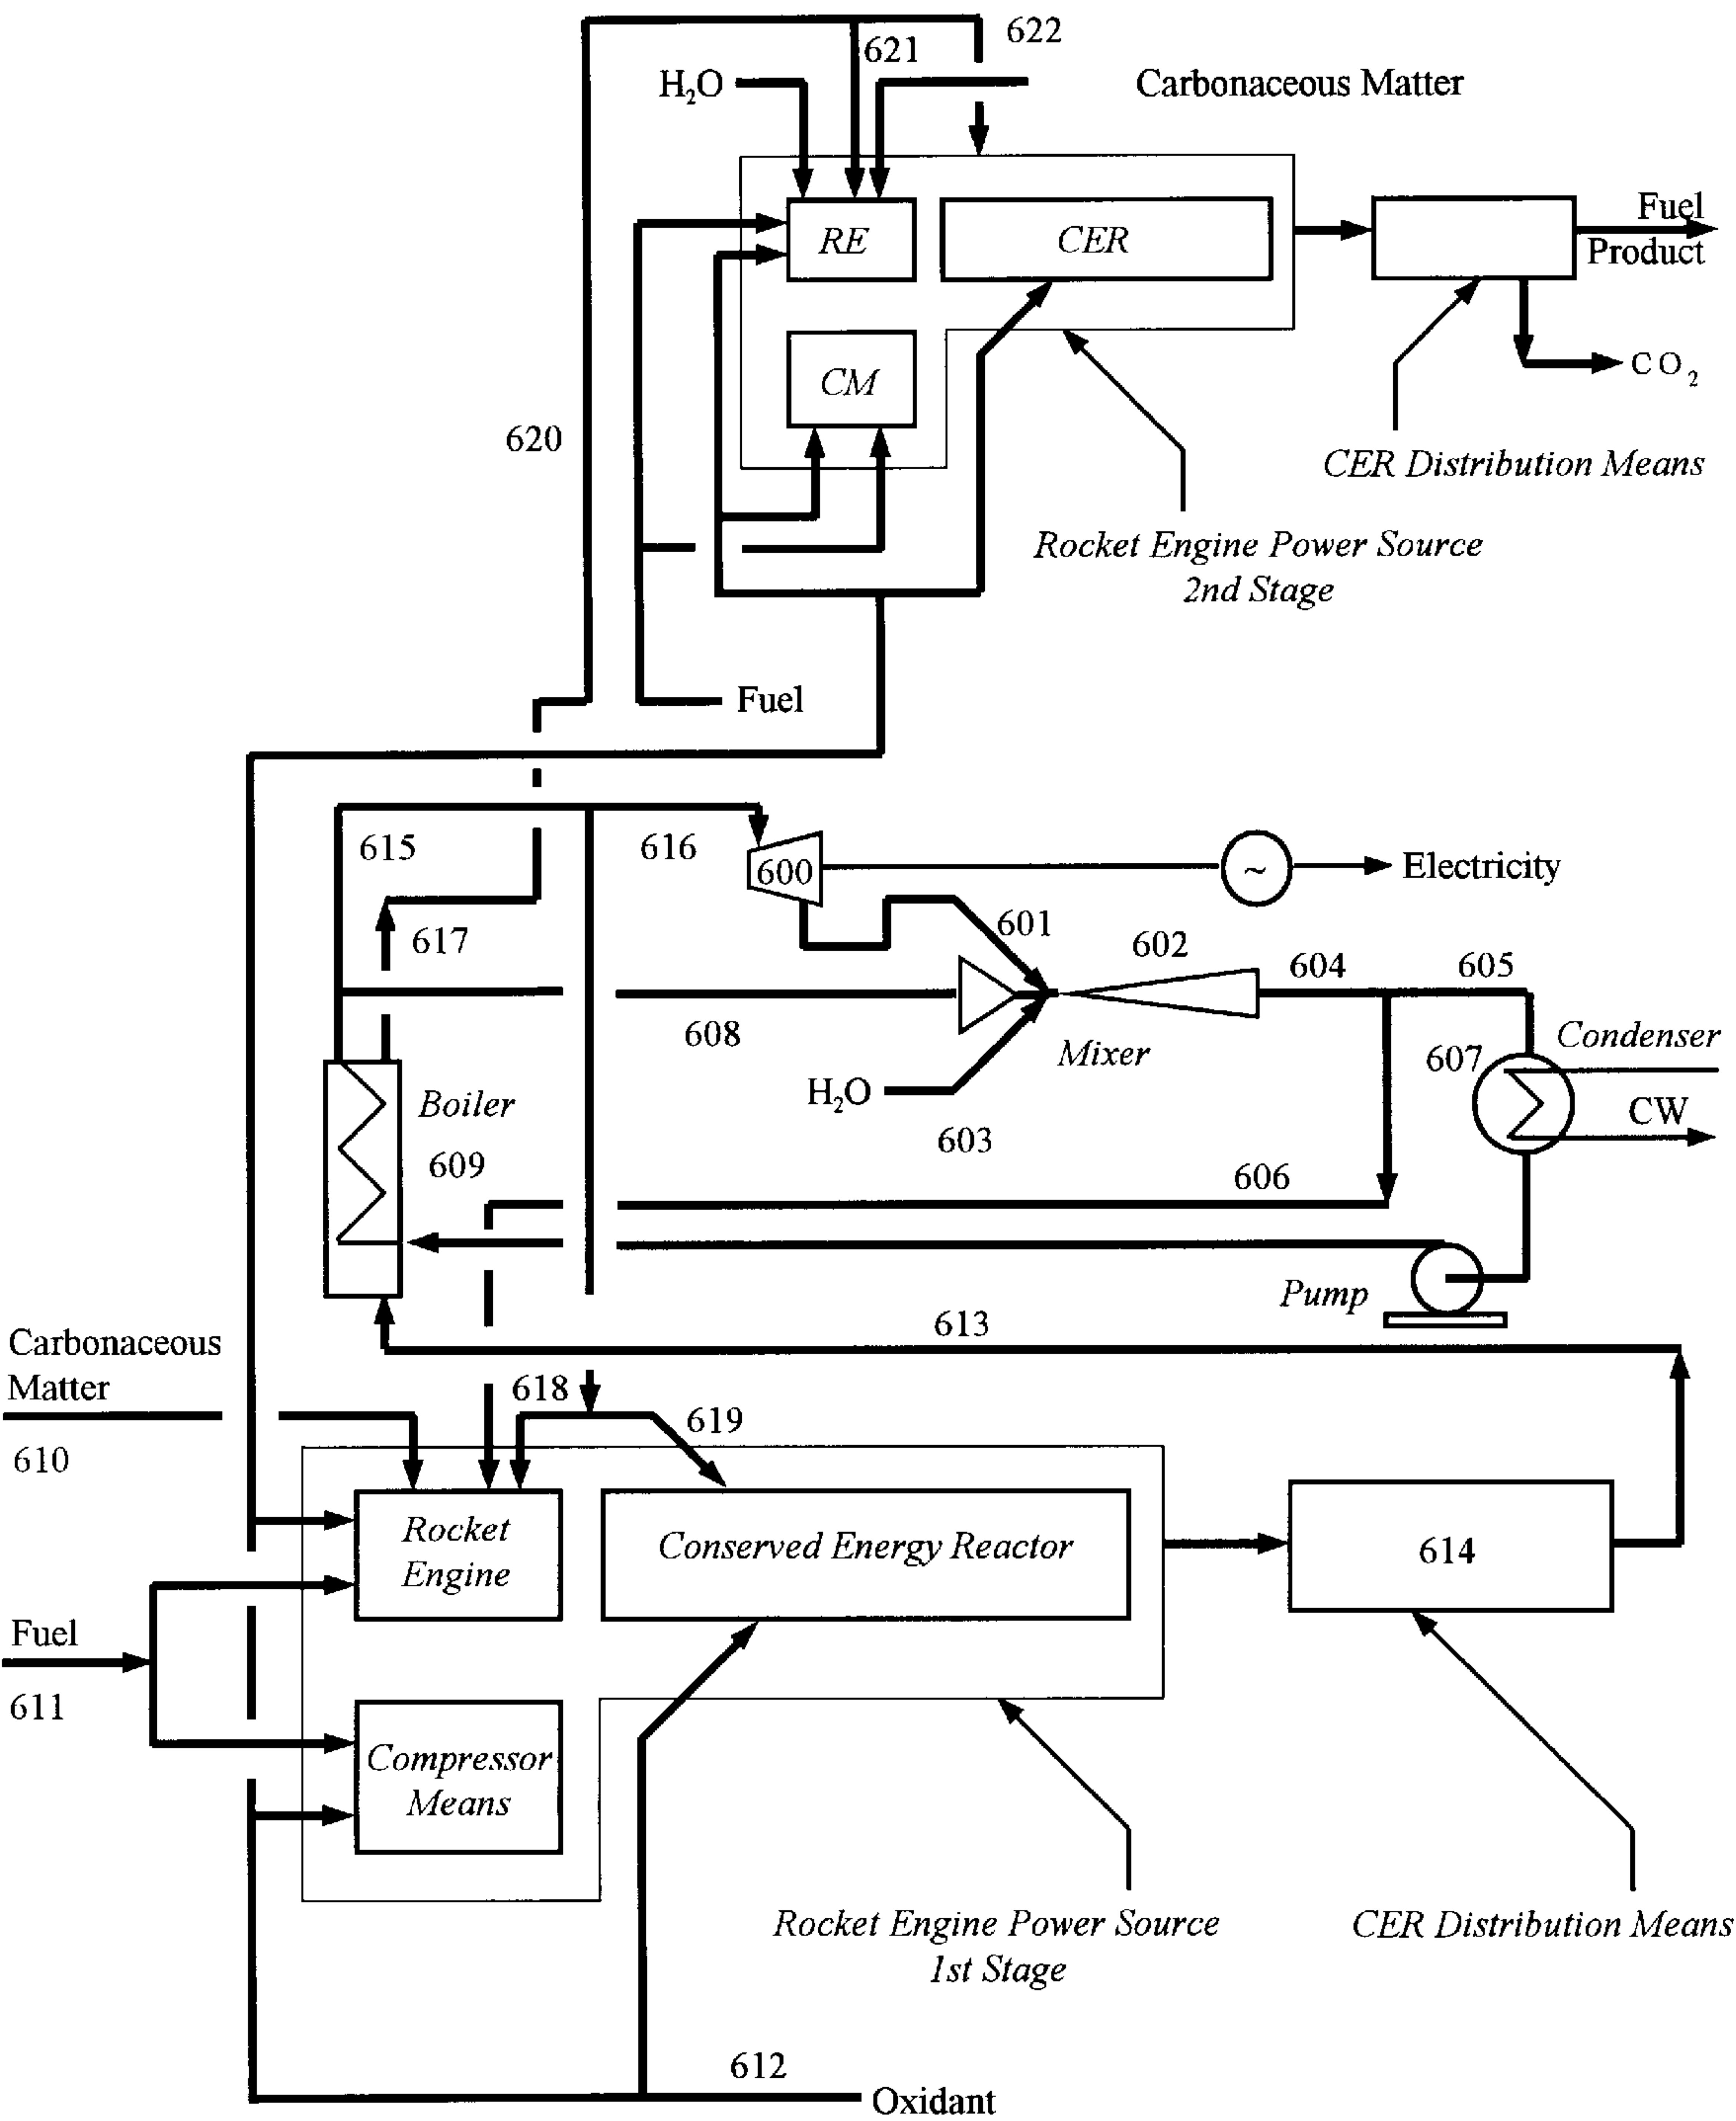 622
621
H₂O
Carbonaceous Matter
RE
CER
Fuel
Product
CM
CO₂
620
CER Distribution Means
Rocket Engine Power Source
2nd Stage
Fuel
615
616
600
~
Electricity
617
601
602
604
605
608
Mixer
607
Condenser
H₂O
CW
Boiler
603
609
606
Pump
613
Carbonaceous
Matter
618
619
610
Rocket
Engine
Conserved Energy Reactor
614
Fuel
611
Compressor
Means
Rocket Engine Power Source
1st Stage
CER Distribution Means
612
Oxidant